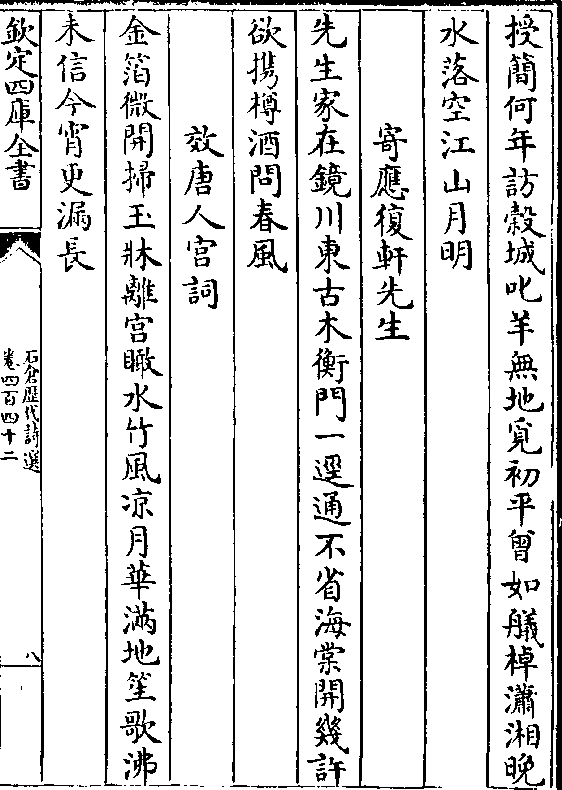 授簡何年訪穀城叱羊無地覓初平曾如艤棹瀟湘晚
水落空江山月明
寄應復軒先生
先生家在鏡川東古木衡門一逕通不省海棠開幾許
欲携樽酒問春風
效唐人宫詞
金箔微開掃玉牀離宫瞰水竹風凉月華滿地笙歌沸
未信今宵更漏長
欽定四庫全書
石倉歷代詩選
卷四百四十二
八